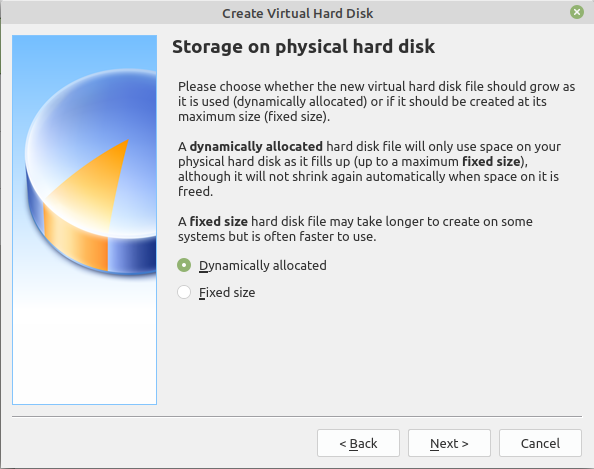 Create Virtual Hard Disk
Storage on physical hard disk
Please choose whether the new virtual hard disk file should grow as
it is used (dynamically allocated) or if it should be created at its
maximum size (fixed size).
A dynamically allocated hard disk file will only use space on your
physical hard disk as it fills up (up to a maximum fixed size),
although it will not shrink again automatically when space on it is
freed.
A fixed size hard disk file may take longer to create on some
systems but is often faster to use.
Dynamically allocated
Fixed size
< Back
Next >
Cancel